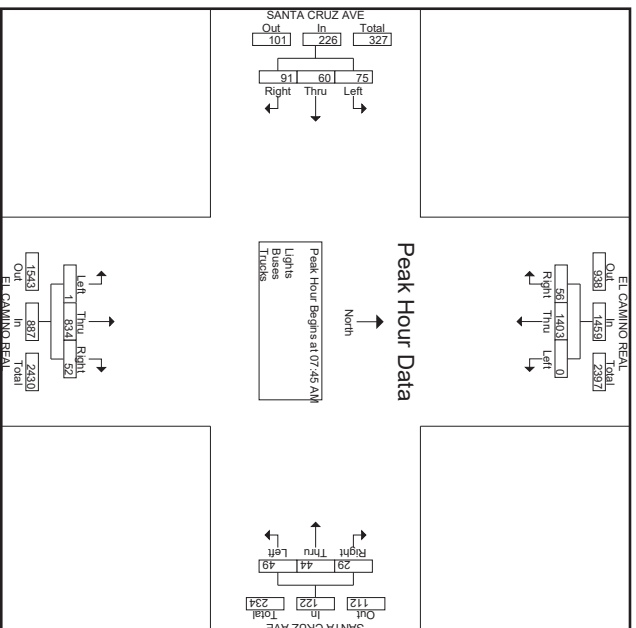 SANTA CRUZ AVE
Out In Total
101 226 327
91 60 75
Right Thru Left
EL CAMINO REAL
Out In Total
938 1459 2397
56 1403 0
Right Thru Left
Peak Hour Data
North
Peak Hour Begins at 07:45 AM
Lights
Buses
Trucks
Left Thru Right
1 834 52
1543 887 2430
Out In Total
EL CAMINO REAL
Left Thru Right
49 44 29
234 122 112
Total In Out
SANTA CRUZ AVE